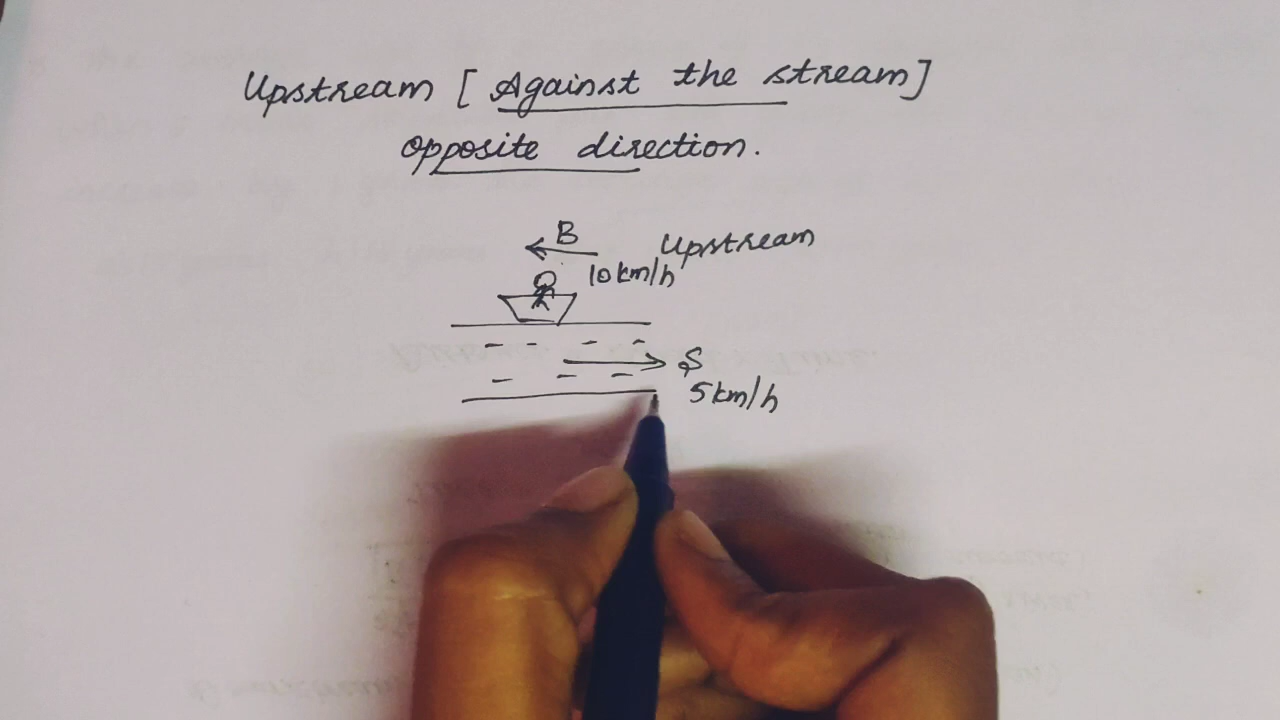 Upstream [Against the stream]
opposite direction.
B
Upstream
10km/h
S
5km/h